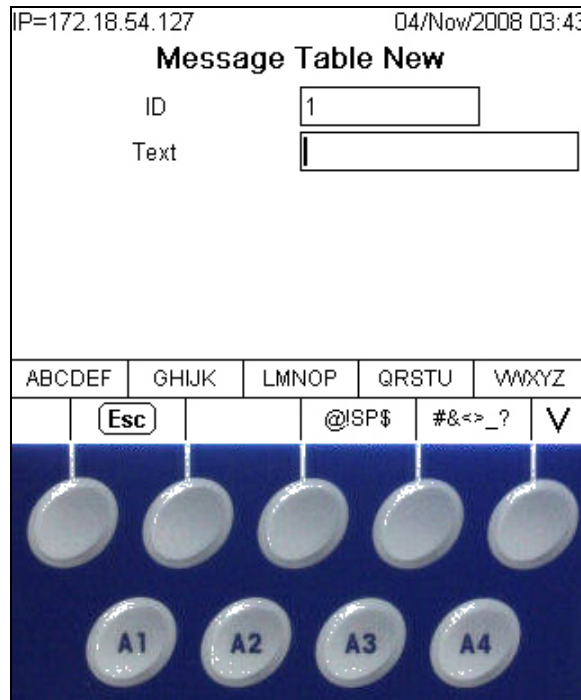 IP=172.18.54.127 04/Nov/2008 03:43
Message Table New
ID 1
Text
ABCDEF GHIJK LMNOP QRSTU VWXYZ
Esc @!SP$ #&<>_? V
A1 A2 A3 A4